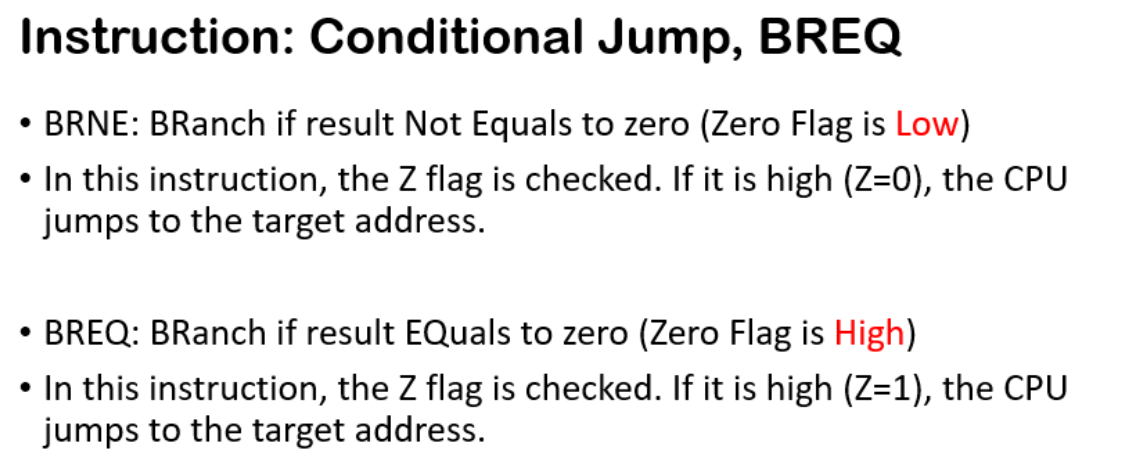 Instruction: Conditional Jump, BREQ
• BRNE: BRanch if result Not Equals to zero (Zero Flag is Low)
• In this instruction, the Z flag is checked. If it is high (Z=0), the CPU
jumps to the target address.
• BREQ: BRanch if result EQuals to zero (Zero Flag is High)
• In this instruction, the Z flag is checked. If it is high (Z=1), the CPU
jumps to the target address.